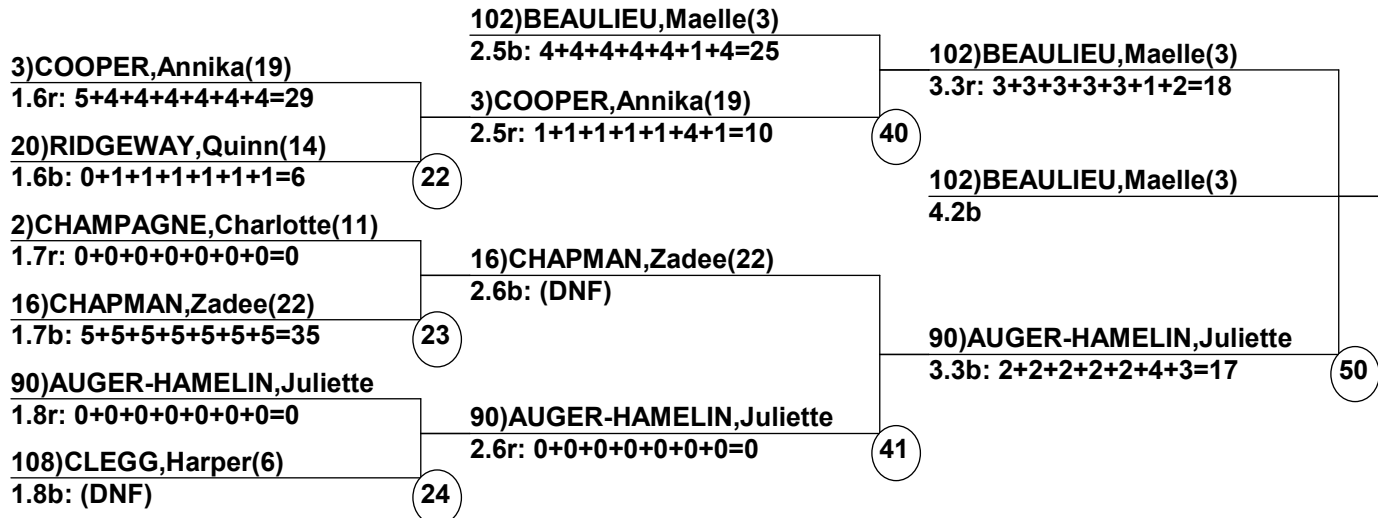 3)COOPER,Annika(19)
1.6r: 5+4+4+4+4+4+4=29
20)RIDGEWAY,Quinn(14)
1.6b: 0+1+1+1+1+1+1=6
22
2)CHAMPAGNE,Charlotte(11)
1.7r: 0+0+0+0+0+0+0=0
16)CHAPMAN,Zadee(22)
1.7b: 5+5+5+5+5+5+5=35
23
90)AUGER-HAMELIN,Juliette
1.8r: 0+0+0+0+0+0+0=0
108)CLEGG,Harper(6)
1.8b: (DNF)
24
102)BEAULIEU,Maelle(3)
2.5b: 4+4+4+4+4+1+4=25
3)COOPER,Annika(19)
2.5r: 1+1+1+1+1+4+1=10
40
16)CHAPMAN,Zadee(22)
2.6b: (DNF)
90)AUGER-HAMELIN,Juliette
2.6r: 0+0+0+0+0+0+0=0
41
102)BEAULIEU,Maelle(3)
3.3r: 3+3+3+3+3+1+2=18
102)BEAULIEU,Maelle(3)
4.2b
90)AUGER-HAMELIN,Juliette
3.3b: 2+2+2+2+2+4+3=17
50